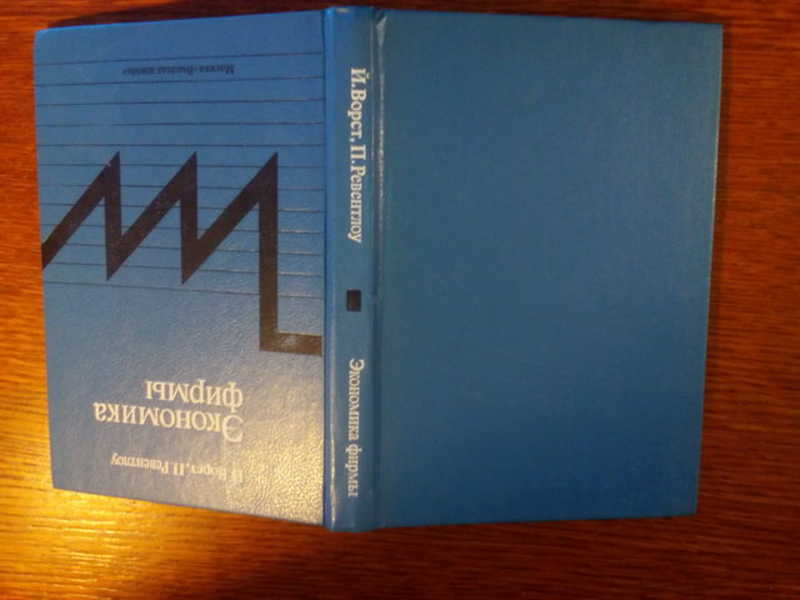 Й. Ворст, П. Ревентлоу
Экономика
фирмы
Москва «Высшая школа»
Й. Ворст, П. Ревентлоу
Экономика фирмы